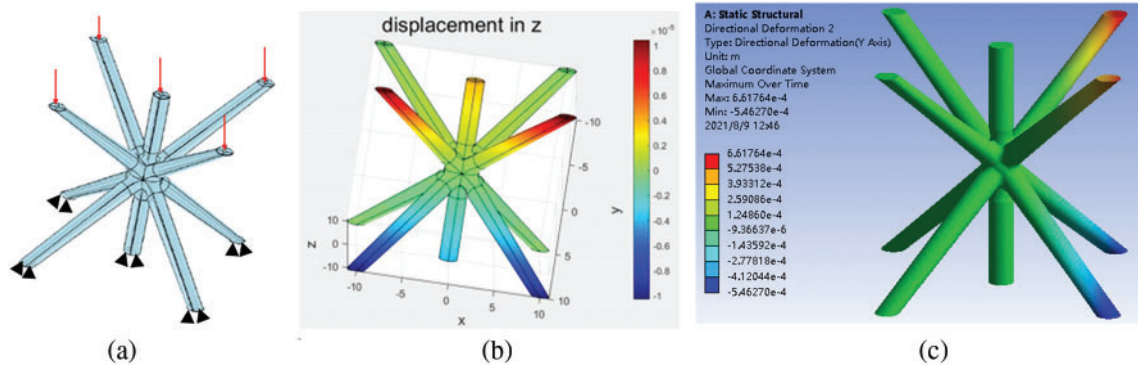 displacement in z
×10⁻⁵
1
0.8
0.6
0.4
0.2
0
-0.2
-0.4
-0.6
-0.8
-1
-10
-5
0
5
10
y
10
0
-10
z
-10
-5
0
5
10
x
A: Static Structural
Directional Deformation 2
Type: Directional Deformation(Y Axis)
Unit: m
Global Coordinate System
Maximum Over Time
Max: 6.61764e-4
Min: -5.46270e-4
2021/8/9 12:46
6.61764e-4
5.27538e-4
3.93312e-4
2.59086e-4
1.24860e-4
-9.36637e-6
-1.43592e-4
-2.77818e-4
-4.12044e-4
-5.46270e-4
(a)
(b)
(c)